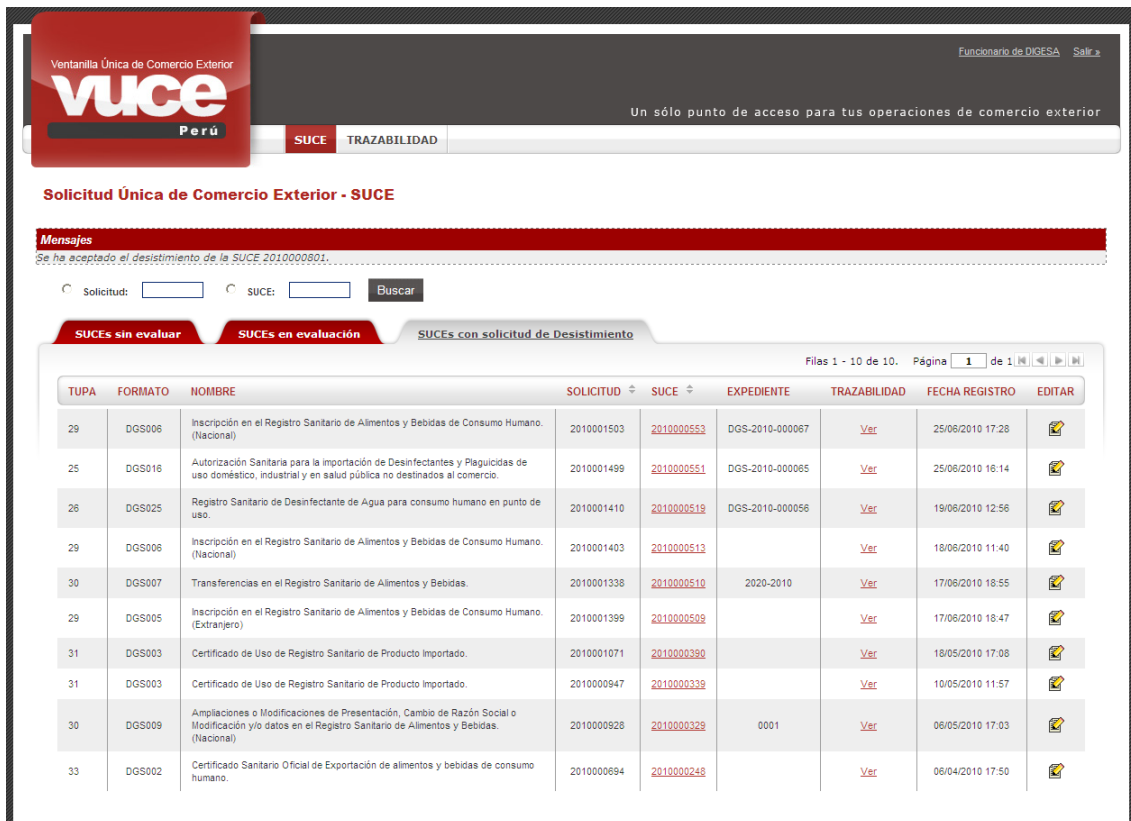 Funcionario de DIGESA Salir »
Ventanilla Única de Comercio Exterior
vuce
Perú
Un sólo punto de acceso para tus operaciones de comercio exterior
SUCE TRAZABILIDAD
Solicitud Única de Comercio Exterior - SUCE
Mensajes
Se ha aceptado el desistimiento de la SUCE 2010000801.
Solicitud: SUCE: Buscar
SUCEs sin evaluar SUCEs en evaluación SUCEs con solicitud de Desistimiento
Filas 1 - 10 de 10. Página 1 de 1
TUPA FORMATO NOMBRE SOLICITUD SUCE EXPEDIENTE TRAZABILIDAD FECHA REGISTRO EDITAR
Inscripción en el Registro Sanitario de Alimentos y Bebidas de Consumo Humano.
29 DGS006 (Nacional) 2010001503 2010000553 DGS-2010-000067 Ver 25/06/2010 17:28
Autorización Sanitaria para la importación de Desinfectantes y Plaguicidas de
25 DGS016 uso doméstico, industrial y en salud pública no destinados al comercio. 2010001499 2010000551 DGS-2010-000065 Ver 25/06/2010 16:14
Registro Sanitario de Desinfectante de Agua para consumo humano en punto de
26 DGS025 uso. 2010001410 2010000519 DGS-2010-000056 Ver 19/06/2010 12:56
Inscripción en el Registro Sanitario de Alimentos y Bebidas de Consumo Humano.
29 DGS006 (Nacional) 2010001403 2010000513 Ver 18/06/2010 11:40
30 DGS007 Transferencias en el Registro Sanitario de Alimentos y Bebidas. 2010001338 2010000510 2020-2010 Ver 17/06/2010 18:55
Inscripción en el Registro Sanitario de Alimentos y Bebidas de Consumo Humano.
29 DGS005 (Extranjero) 2010001399 2010000509 Ver 17/06/2010 18:47
31 DGS003 Certificado de Uso de Registro Sanitario de Producto Importado. 2010001071 2010000390 Ver 18/05/2010 17:08
31 DGS003 Certificado de Uso de Registro Sanitario de Producto Importado. 2010000947 2010000339 Ver 10/05/2010 11:57
Ampliaciones o Modificaciones de Presentación, Cambio de Razón Social o
30 DGS009 Modificación y/o datos en el Registro Sanitario de Alimentos y Bebidas. 2010000928 2010000329 0001 Ver 06/05/2010 17:03
(Nacional)
Certificado Sanitario Oficial de Exportación de alimentos y bebidas de consumo
33 DGS002 humano. 2010000694 2010000248 Ver 06/04/2010 17:50